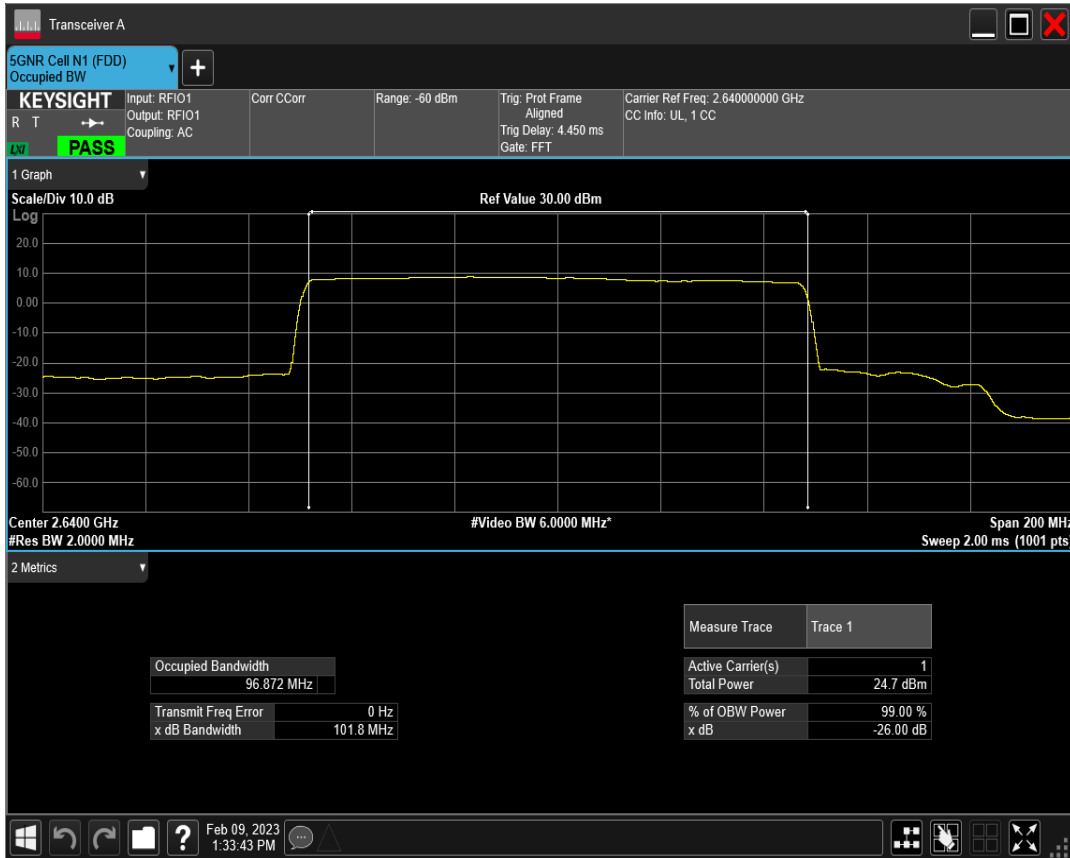 Transceiver A
5GNR Cell N1 (FDD)
Occupied BW
+
KEYSIGHT
R T
LXI
PASS
Input: RFIO1
Output: RFIO1
Coupling: AC
Corr CCorr
Range: -60 dBm
Trig: Prot Frame
Aligned
Trig Delay: 4.450 ms
Gate: FFT
Carrier Ref Freq: 2.640000000 GHz
CC Info: UL, 1 CC
1 Graph
Scale/Div 10.0 dB
Ref Value 30.00 dBm
Log
20.0
10.0
0.00
-10.0
-20.0
-30.0
-40.0
-50.0
-60.0
Center 2.6400 GHz
#Video BW 6.0000 MHz*
Span 200 MHz
#Res BW 2.0000 MHz
Sweep 2.00 ms (1001 pts)
2 Metrics
Measure Trace Trace 1
Occupied Bandwidth
96.872 MHz
Transmit Freq Error 0 Hz
x dB Bandwidth 101.8 MHz
Active Carrier(s) 1
Total Power 24.7 dBm
% of OBW Power 99.00 %
x dB -26.00 dB
?
Feb 09, 2023
1:33:43 PM